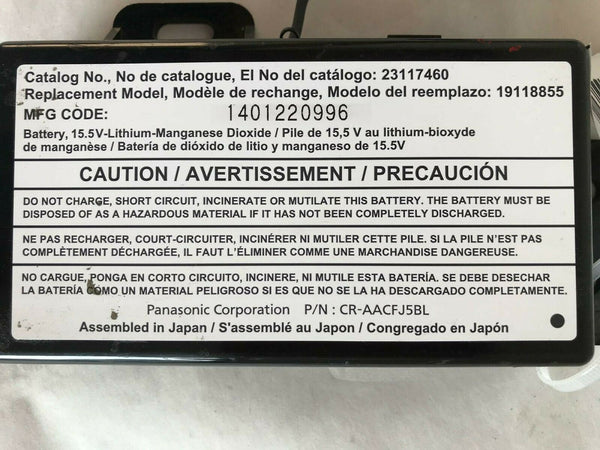 Catalog No., No de catalogue, El No del catálogo: 23117460
Replacement Model, Modèle de rechange, Modelo del reemplazo: 19118855
MFG CODE: 1401220996
Battery, 15.5V-Lithium-Manganese Dioxide / Pile de 15,5 V au lithium-bioxyde
de manganèse / Batería de dióxido de litio y manganeso de 15.5V
CAUTION / AVERTISSEMENT / PRECAUCIÓN
DO NOT CHARGE, SHORT CIRCUIT, INCINERATE OR MUTILATE THIS BATTERY. THE BATTERY MUST BE
DISPOSED OF AS A HAZARDOUS MATERIAL IF IT HAS NOT BEEN COMPLETELY DISCHARGED.
NE PAS RECHARGER, COURT-CIRCUITER, INCINÉRER NI MUTILER CETTE PILE. SI LA PILE N'EST PAS
COMPLÈTEMENT DÉCHARGÉE, IL FAUT L'ÉLIMINER COMME UNE MARCHANDISE DANGEREUSE.
NO CARGUE, PONGA EN CORTO CIRCUITO, INCINERE, NI MUTILE ESTA BATERÍA. SE DEBE DESECHAR
LA BATERÍA CÓMO UN MATERIAL PELIGROSO SI ES QUE NO SE LA HA DESCARGADO COMPLETAMENTE.
Panasonic Corporation P/N : CR-AACFJ5BL
Assembled in Japan / S'assemblé au Japon / Congregado en Japón